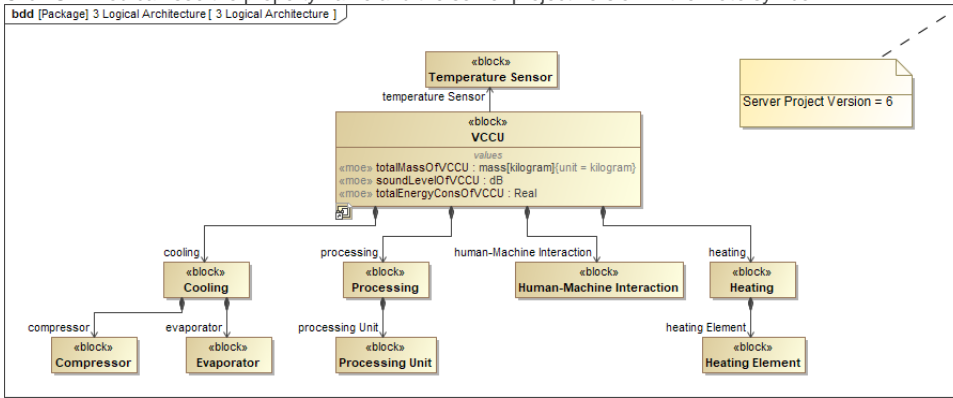 bdd [Package] 3 Logical Architecture [ 3 Logical Architecture ]
«block»
Temperature Sensor
temperature Sensor
Server Project Version = 6
«block»
VCCU
values
«moe» totalMassOfVCCU : mass[kilogram]{unit = kilogram}
«moe» soundLevelOfVCCU : dB
«moe» totalEnergyConsOfVCCU : Real
cooling
processing
human-Machine Interaction
heating
«block»
Cooling
«block»
Processing
«block»
Human-Machine Interaction
«block»
Heating
compressor
evaporator
processing Unit
heating Element
«block»
Compressor
«block»
Evaporator
«block»
Processing Unit
«block»
Heating Element